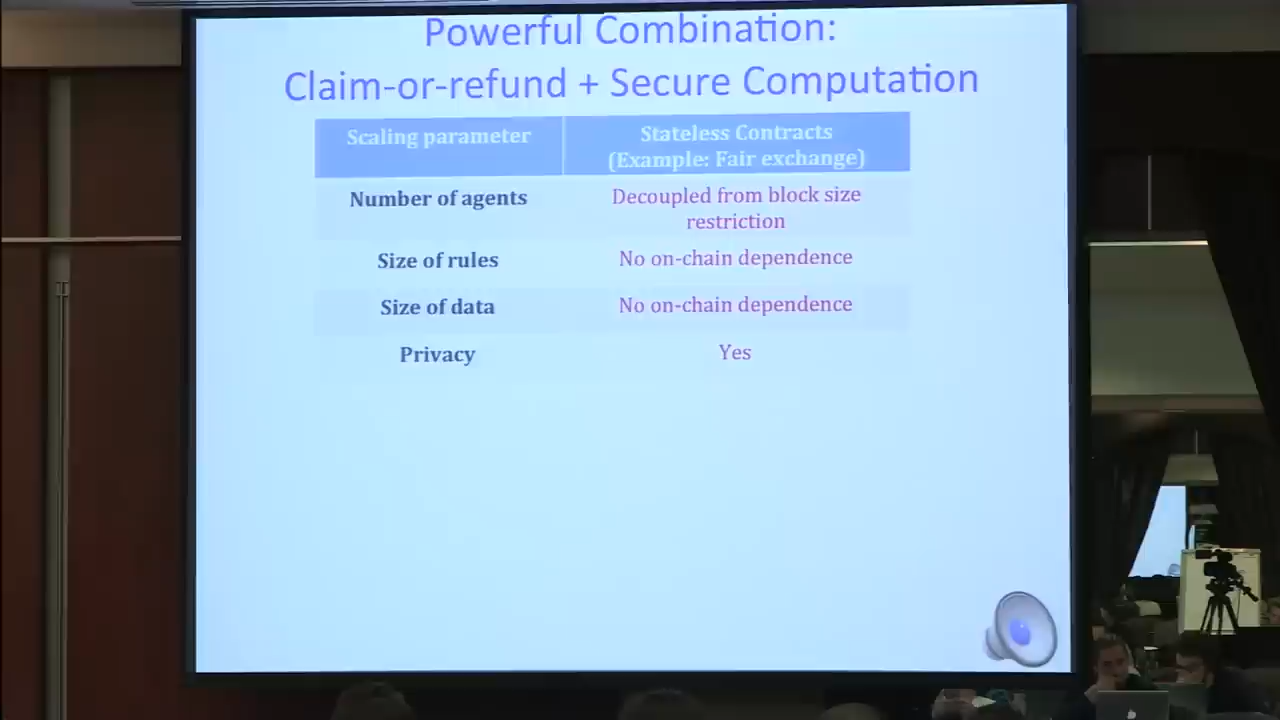 Powerful Combination:
Claim-or-refund + Secure Computation
Scaling parameter
Stateless Contracts
(Example: Fair exchange)
Number of agents
Decoupled from block size
restriction
Size of rules
No on-chain dependence
Size of data
No on-chain dependence
Privacy
Yes